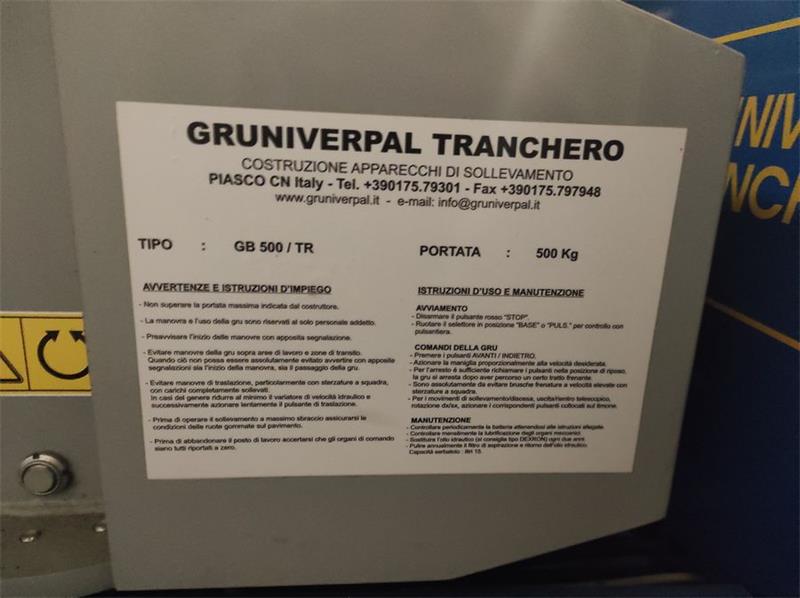 GRUNIVERPAL TRANCHERO
COSTRUZIONE APPARECCHI DI SOLLEVAMENTO
PIASCO CN Italy - Tel. +390175.79301 - Fax +390175.797948
www.gruniverpal.it - e-mail: info@gruniverpal.it
TIPO : GB 500 / TR
PORTATA : 500 Kg
AVVERTENZE E ISTRUZIONI D'IMPIEGO
- Non superare la portata massima indicata dal costruttore.
- La manovra e l'uso della gru sono riservati al solo personale addetto.
- Preavvisare l'inizio delle manovre con apposita segnalazione.
- Evitare manovre della gru sopra aree di lavoro e zone di transito.
Quando ciò non possa essere assolutamente evitato avvertire con apposite
segnalazioni sia l'inizio della manovra, sia il passaggio della gru.
- Evitare manovre di traslazione, particolarmente con sterzature a squadra,
con carichi completamente sollevati.
In casi del genere ridurre al minimo il variatore di velocità idraulico e
successivamente azionare lentamente il pulsante di traslazione.
- Prima di operare il sollevamento a massimo sbraccio assicurarsi le
condizioni delle ruote gommate sul pavimento.
- Prima di abbandonare il posto di lavoro accertarsi che gli organi di comando
siano tutti riportati a zero.
ISTRUZIONI D'USO E MANUTENZIONE
AVVIAMENTO
- Disarmare il pulsante rosso "STOP".
- Ruotare il selettore in posizione "BASE" o "PULS." per controllo con
pulsantiera.
COMANDI DELLA GRU
- Premere i pulsanti AVANTI / INDIETRO.
- Azionare la maniglia proporzionalmente alla velocità desiderata.
- Per l'arresto è sufficiente richiamare i pulsanti nella posizione di riposo,
la gru si arresta dopo aver percorso un certo tratto frenante.
- Sono assolutamente da evitare brusche frenature a velocità elevate con
sterzature a squadra.
- Per i movimenti di sollevamento/discesa, uscita/rientro telescopico,
rotazione dx/sx, azionare i corrispondenti pulsanti collocati sul timone.
MANUTENZIONE
- Controllare periodicamente la batteria attenendosi alle istruzioni allegate.
- Controllare mensilmente la lubrificazione degli organi meccanici.
- Sostituire l'olio idraulico (si consiglia tipo DEXRON) ogni due anni.
- Pulire annualmente il filtro di aspirazione e ritorno dell'olio idraulico.
Capacità serbatoio : litri 15.
NIV
NCH